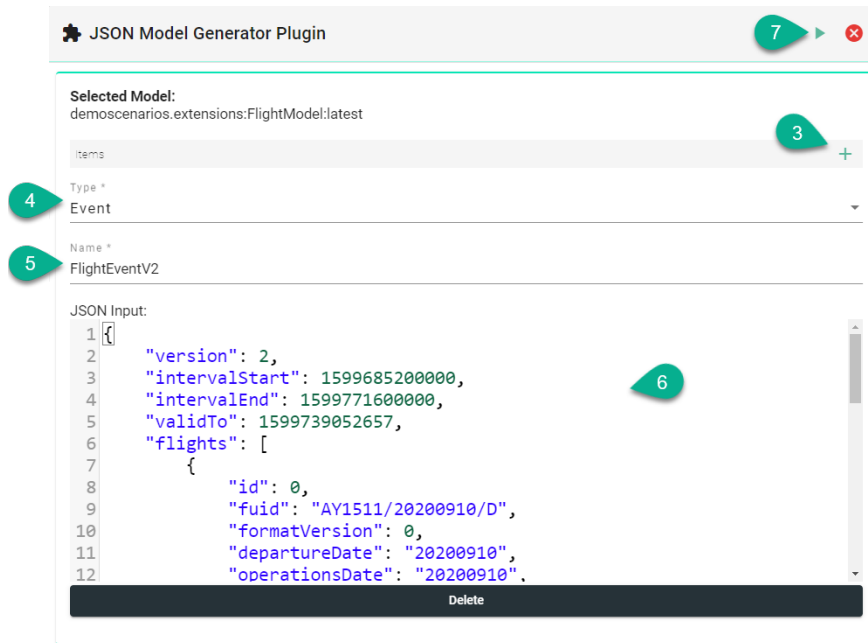 JSON Model Generator Plugin
7
Selected Model:
demoscenarios.extensions:FlightModel:latest
3
Items
Type *
4
Event
Name *
5
FlightEventV2
JSON Input:
1 {
2 "version": 2,
3 "intervalStart": 1599685200000,
6
4 "intervalEnd": 1599771600000,
5 "validTo": 1599739052657,
6 "flights": [
7 {
8 "id": 0,
9 "fuid": "AY1511/20200910/D",
10 "formatVersion": 0,
11 "departureDate": "20200910",
12 "operationsDate": "20200910",
Delete